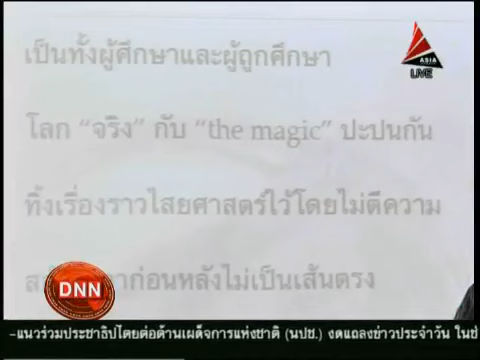 เป็นทั้งผู้ศึกษาและผู้ถูกศึกษา
ASIA
LIVE
โลก “จริง” กับ “the magic” ปะปนกัน
ทิ้งเรื่องราวไสยศาสตร์ไว้โดยไม่ตีความ
ก่อนหลังไม่เป็นเส้นตรง
DNN
-แนวร่วมประชาธิปไตยต่อต้านเผด็จการแห่งชาติ (นปช.) งดแถลงข่าวประจำวัน ในช่